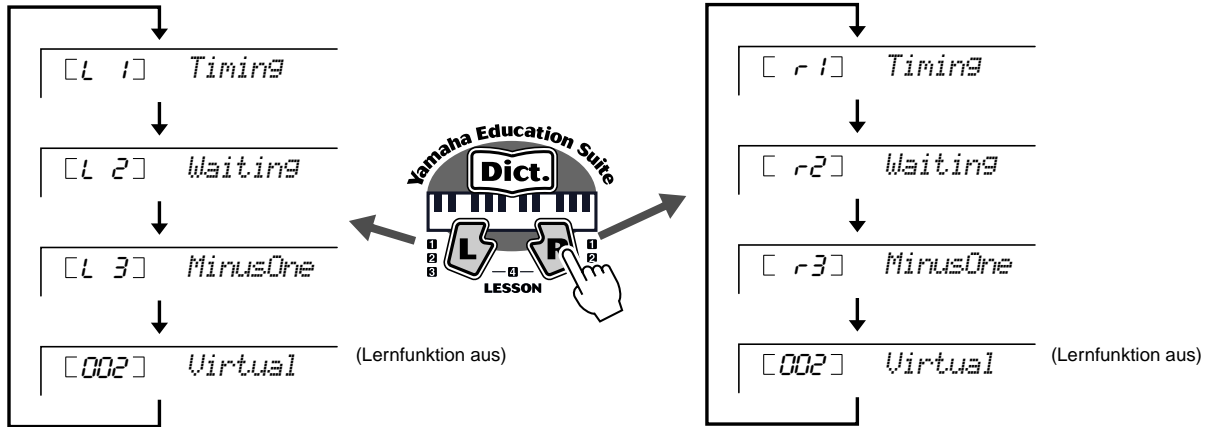 [L 1] Timing
[L 2] Waiting
[L 3] MinusOne
[002] Virtual
(Lernfunktion aus)
Yamaha Education Suite
Dict.
L
R
1
2
3
1
2
4
LESSON
[ r1] Timing
[ r2] Waiting
[ r3] MinusOne
[002] Virtual
(Lernfunktion aus)